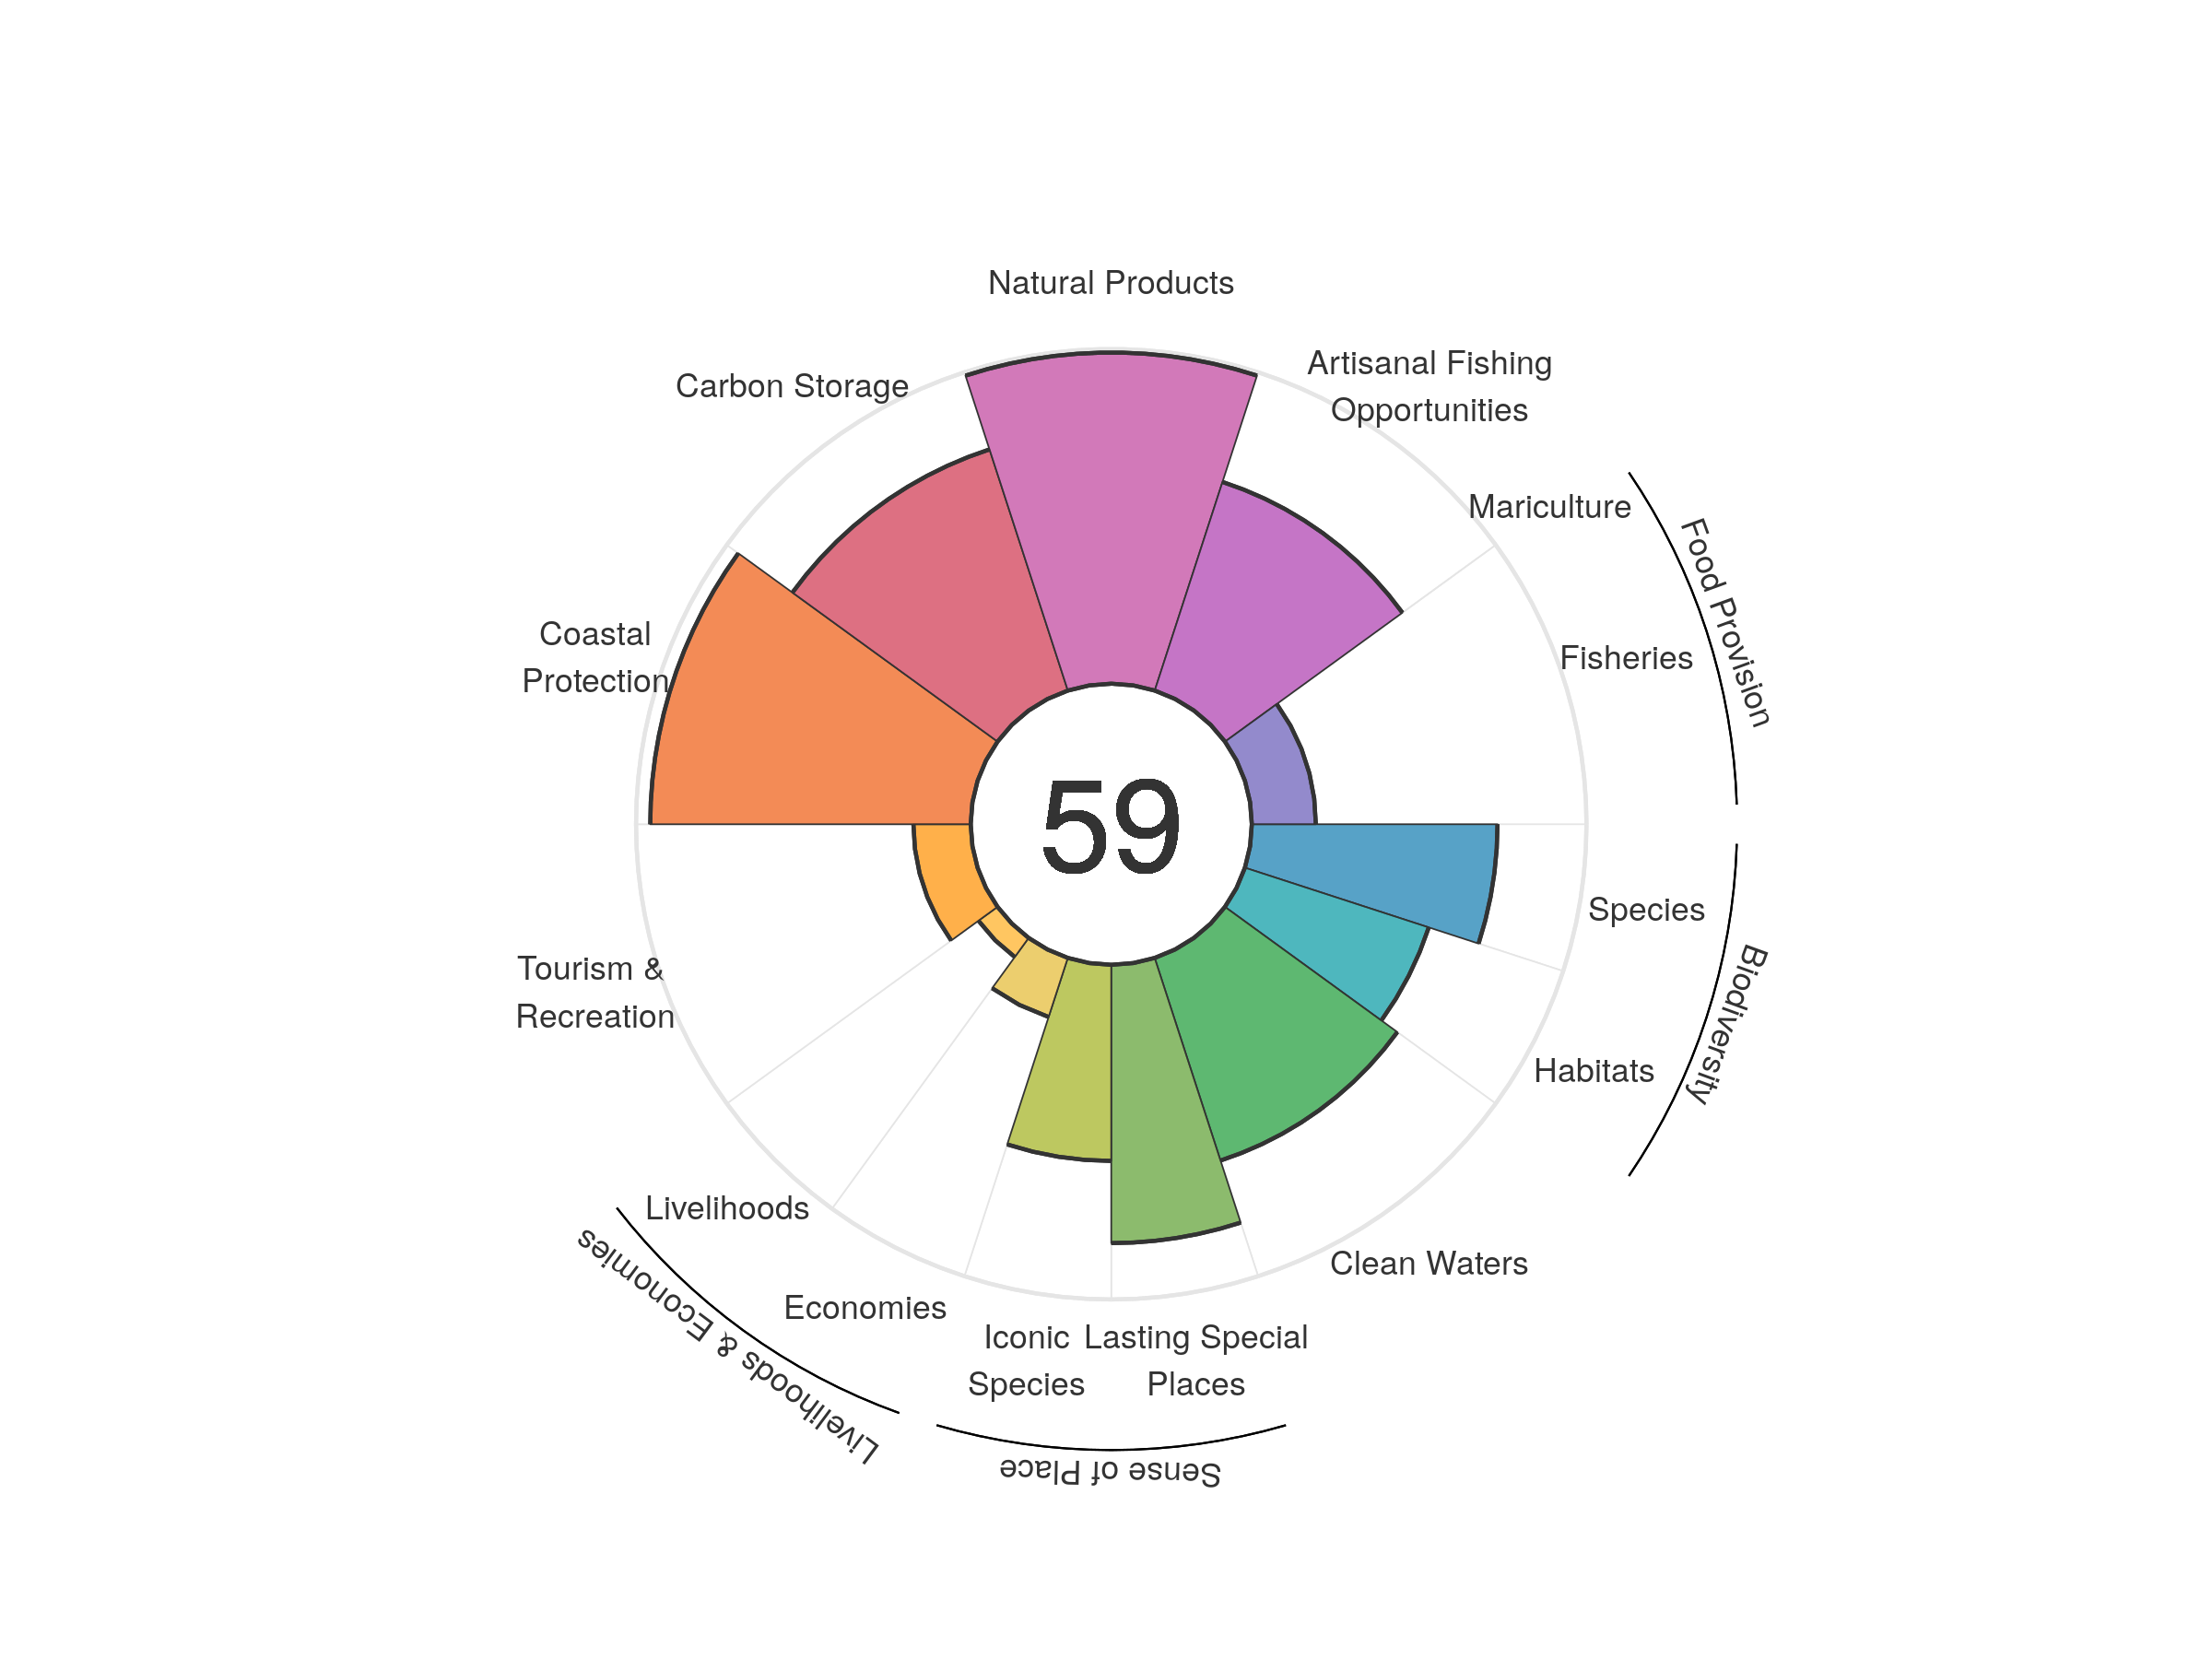 Natural Products
Artisanal Fishing
Opportunities
Carbon Storage
Mariculture
Food Provision
Fisheries
Coastal
Protection
59
Species
Biodiversity
Habitats
Tourism &
Recreation
Livelihoods
Clean Waters
Economies
Livelihoods & Economies
Iconic
Species
Lasting Special
Places
Sense of Place